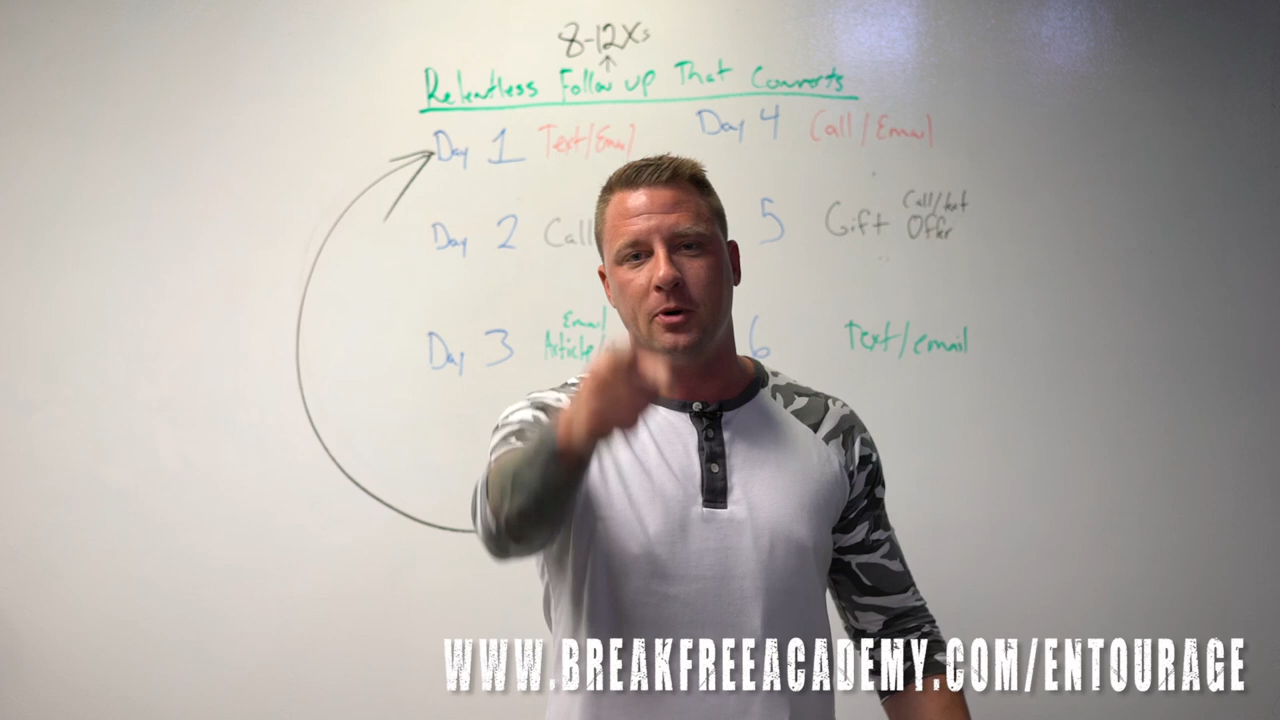 8-12Xs
Relentless Follow up That Converts
Day 1 Text/Email
Day 4 Call/Email
Day 2 Call
5 Gift Call/text Offer
Day 3 Email Article/
6 Text/email
WWW.BREAKFREEACADEMY.COM/ENTOURAGE